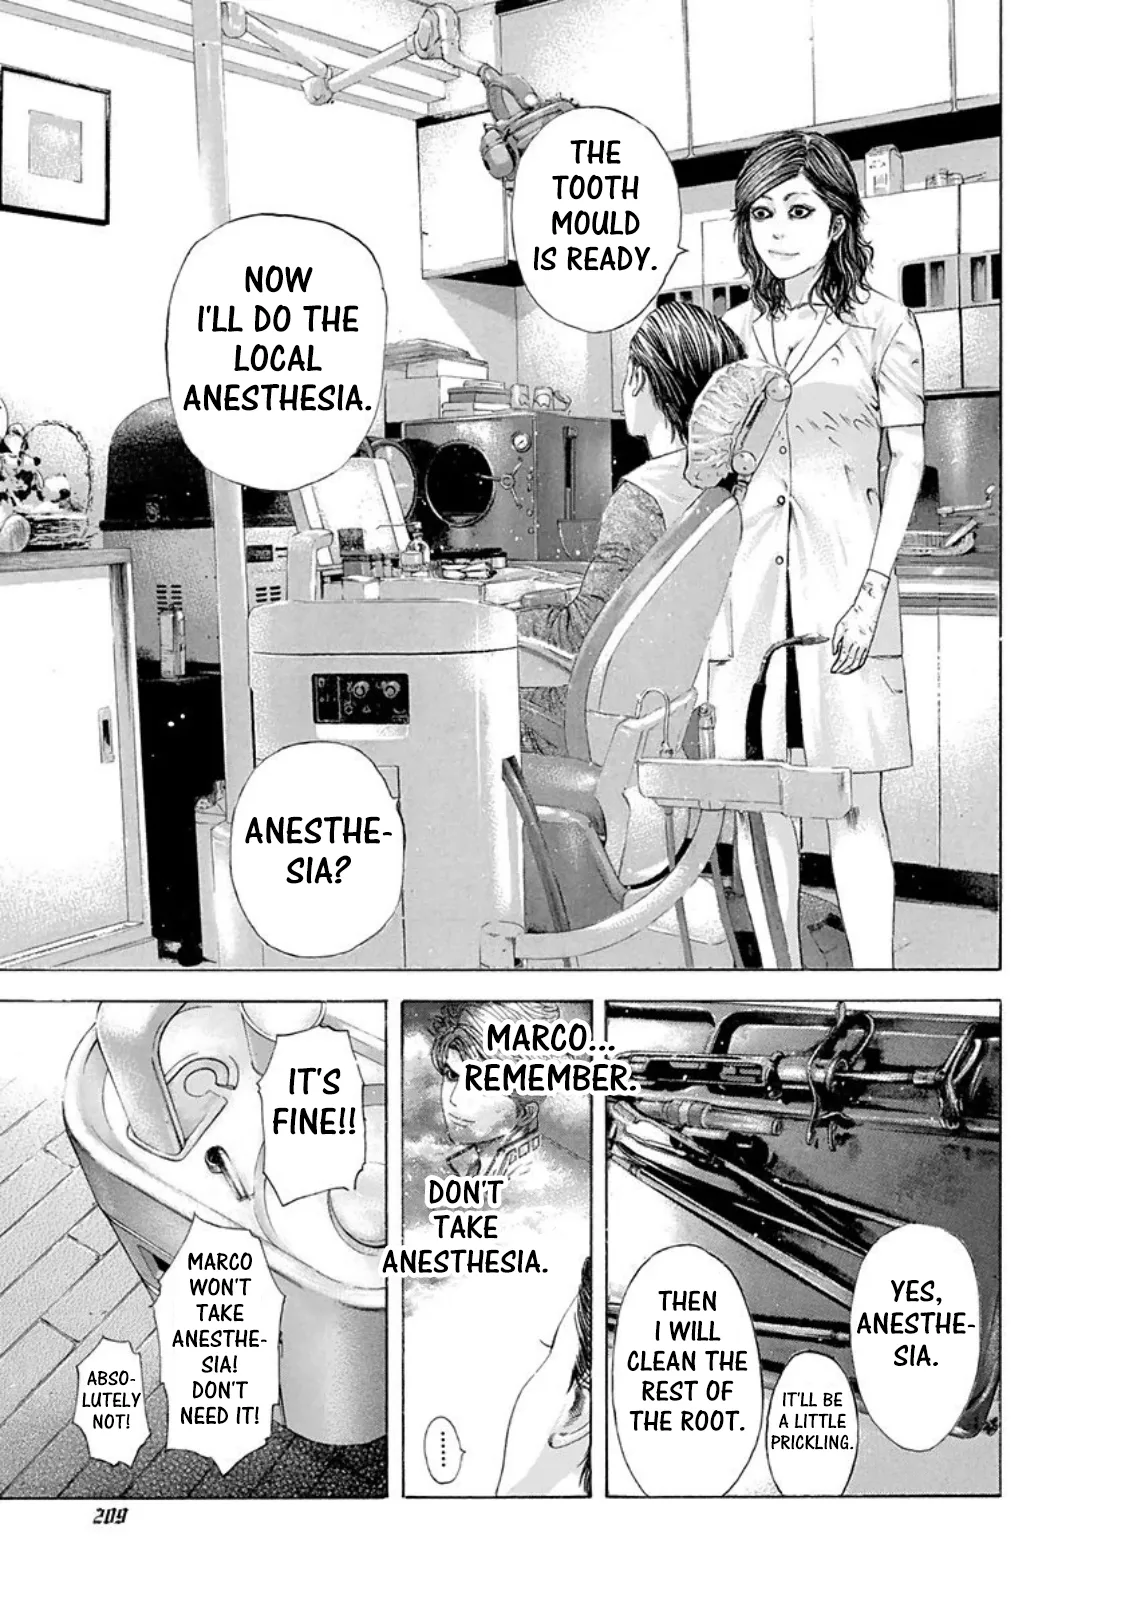 THE
TOOTH
MOULD
IS READY.
NOW
I'LL DO THE
LOCAL
ANESTHESIA.
ANESTHE-
SIA?
YES,
ANESTHE-
SIA.
IT'LL BE
A LITTLE
PRICKLING.
THEN
I WILL
CLEAN THE
REST OF
THE ROOT.
MARCO...
REMEMBER.
DON'T
TAKE
ANESTHESIA.
......
IT'S
FINE!!
MARCO
WON'T
TAKE
ANESTHE-
SIA!
DON'T
NEED IT!
ABSO-
LUTELY
NOT!
209